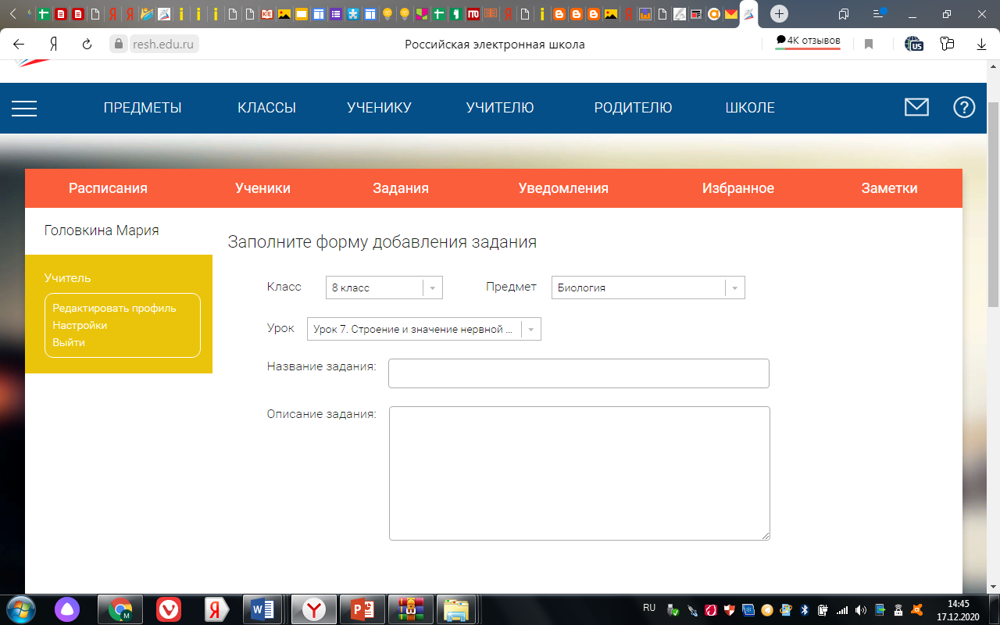 resh.edu.ru
Российская электронная школа
4К отзывов
US
ПРЕДМЕТЫ КЛАССЫ УЧЕНИКУ УЧИТЕЛЮ РОДИТЕЛЮ ШКОЛЕ
Расписания Ученики Задания Уведомления Избранное Заметки
Головкина Мария
Учитель
Редактировать профиль
Настройки
Выйти
Заполните форму добавления задания
Класс 8 класс Предмет Биология
Урок Урок 7. Строение и значение нервной ...
Название задания:
Описание задания:
RU
14:45
17.12.2020